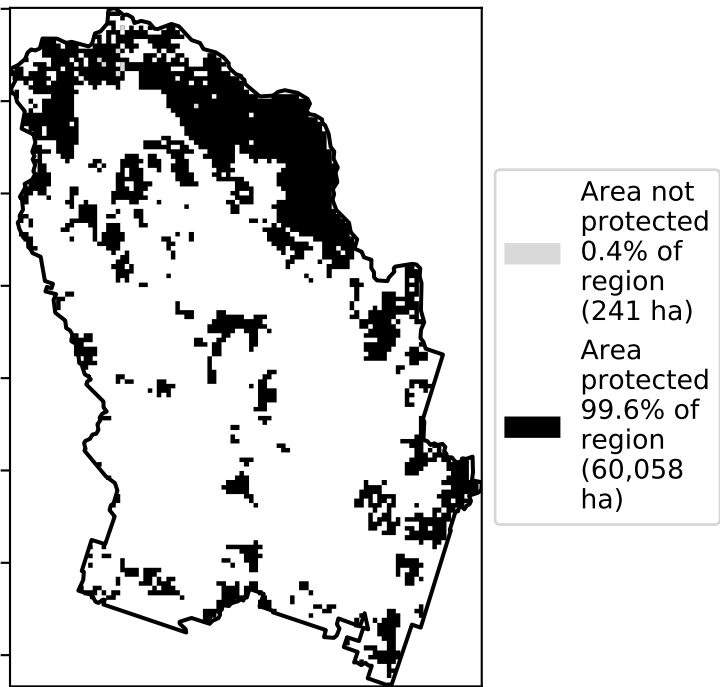 Area not
protected
0.4% of
region
(241 ha)
Area
protected
99.6% of
region
(60,058
ha)